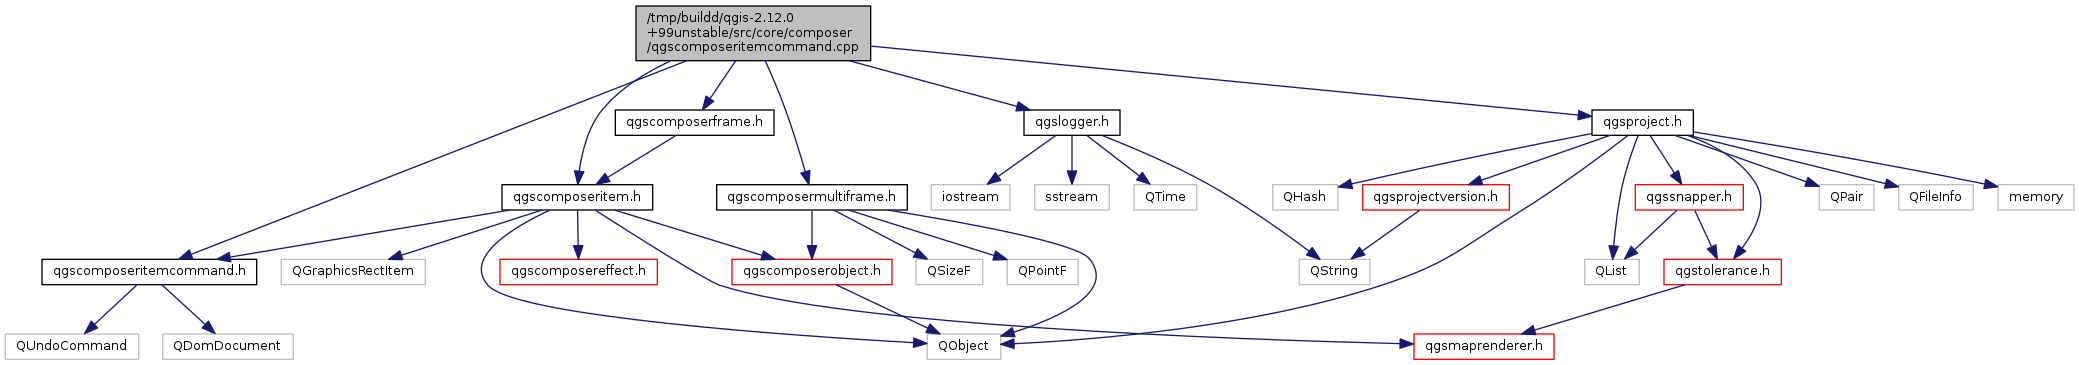 /tmp/buildd/qgis-2.12.0
+99unstable/src/core/composer
/qgscomposeritemcommand.cpp
qgscomposerframe.h
qgslogger.h
qgsproject.h
qgscomposeritem.h
qgscomposermultiframe.h
iostream
sstream
QTime
QHash
qgsprojectversion.h
qgssnapper.h
QPair
QFileInfo
memory
qgscomposeritemcommand.h
QGraphicsRectItem
qgscomposereffect.h
qgscomposerobject.h
QSizeF
QPointF
QString
QList
qgstolerance.h
QUndoCommand
QDomDocument
QObject
qgsmaprenderer.h